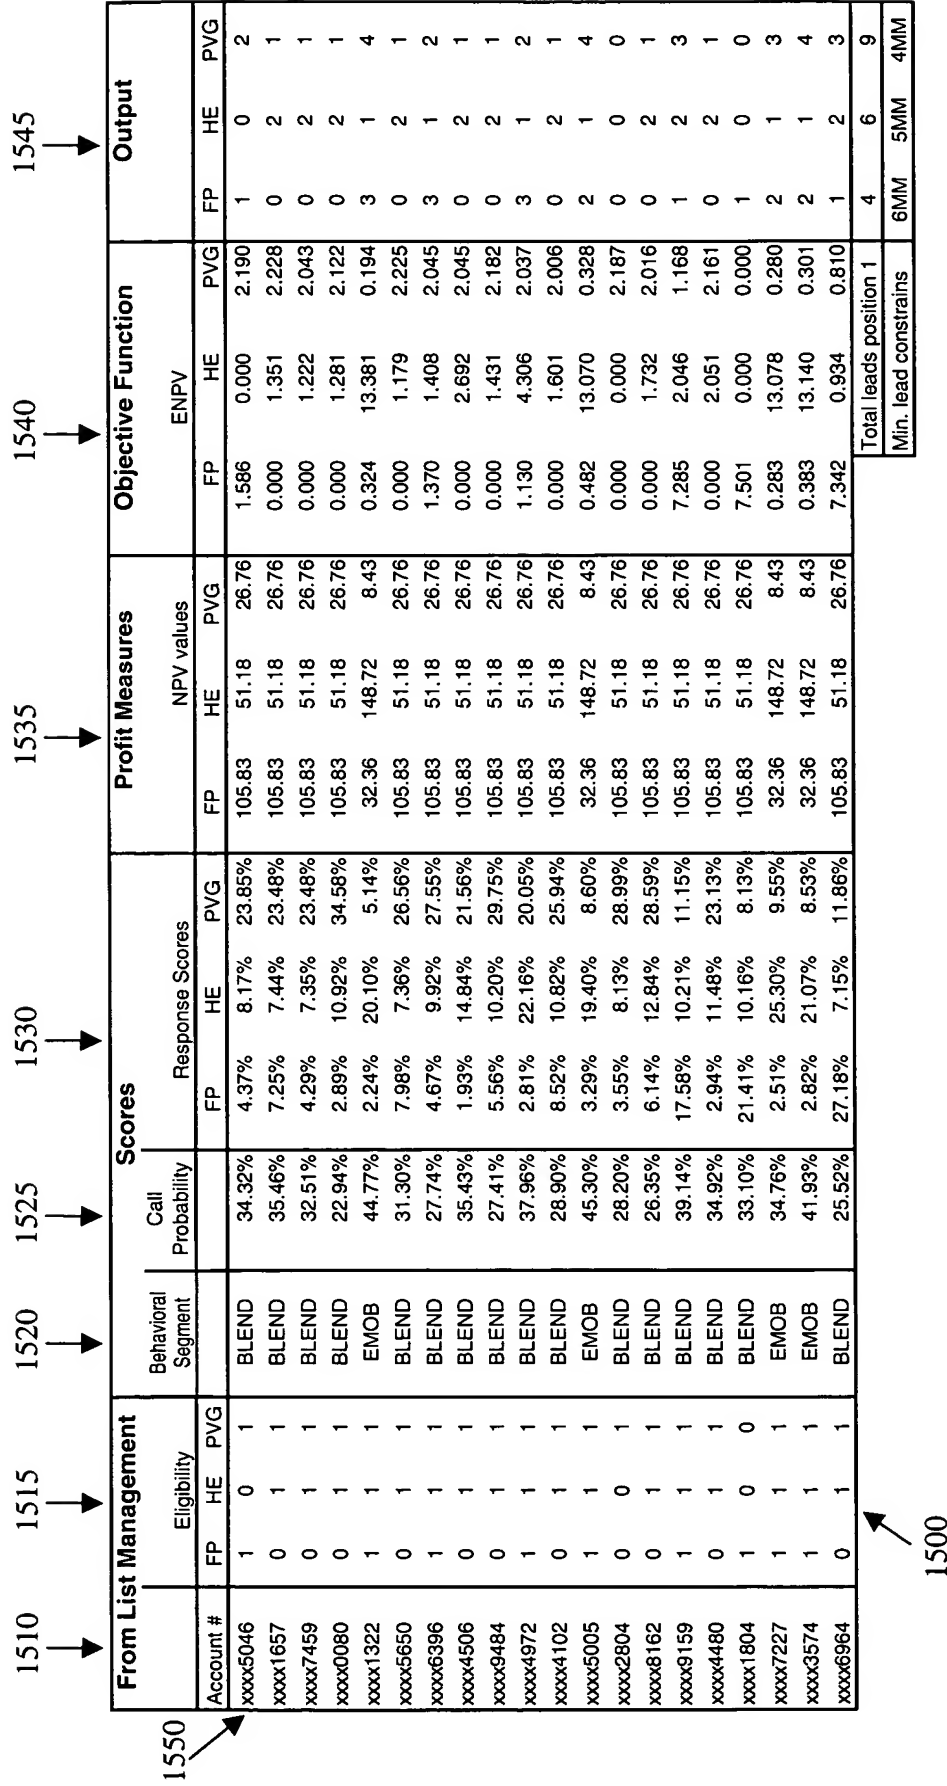 1510 1515 1520 1525 1530 1535 1540 1545
From List Management Scores Profit Measures Objective Function Output
Eligibility Behavioral Segment Call Probability Response Scores NPV values ENPV
Account # FP HE PVG FP HE PVG FP HE PVG FP HE PVG FP HE PVG
xxxx5046 1 0 1 BLEND 34.32% 4.37% 8.17% 23.85% 105.83 51.18 26.76 1.586 0.000 2.190 1 0 2
xxxx1657 0 1 1 BLEND 35.46% 7.25% 7.44% 23.48% 105.83 51.18 26.76 0.000 1.351 2.228 0 2 1
xxxx7459 0 1 1 BLEND 32.51% 4.29% 7.35% 23.48% 105.83 51.18 26.76 0.000 1.222 2.043 0 2 1
xxxx0080 0 1 1 BLEND 22.94% 2.89% 10.92% 34.58% 105.83 51.18 26.76 0.000 1.281 2.122 0 2 1
xxxx1322 1 1 1 EMOB 44.77% 2.24% 20.10% 5.14% 32.36 148.72 8.43 0.324 13.381 0.194 3 1 4
xxxx5650 0 1 1 BLEND 31.30% 7.98% 7.36% 26.56% 105.83 51.18 26.76 0.000 1.179 2.225 0 2 1
xxxx6396 1 1 1 BLEND 27.74% 4.67% 9.92% 27.55% 105.83 51.18 26.76 1.370 1.408 2.045 3 1 2
xxxx4506 0 1 1 BLEND 35.43% 1.93% 14.84% 21.56% 105.83 51.18 26.76 0.000 2.692 2.045 0 2 1
xxxx9484 0 1 1 BLEND 27.41% 5.56% 10.20% 29.75% 105.83 51.18 26.76 0.000 1.431 2.182 0 2 1
xxxx4972 1 1 1 BLEND 37.96% 2.81% 22.16% 20.05% 105.83 51.18 26.76 1.130 4.306 2.037 3 1 2
xxxx4102 0 1 1 BLEND 28.90% 8.52% 10.82% 25.94% 105.83 51.18 26.76 0.000 1.601 2.006 0 2 1
xxxx5005 1 1 1 EMOB 45.30% 3.29% 19.40% 8.60% 32.36 148.72 8.43 0.482 13.070 0.328 2 1 4
xxxx2804 0 0 1 BLEND 28.20% 3.55% 8.13% 28.99% 105.83 51.18 26.76 0.000 0.000 2.187 0 0 0
xxxx8162 0 1 1 BLEND 26.35% 6.14% 12.84% 28.59% 105.83 51.18 26.76 0.000 1.732 2.016 0 2 1
xxxx9159 1 1 1 BLEND 39.14% 17.58% 10.21% 11.15% 105.83 51.18 26.76 7.285 2.046 1.168 1 2 3
xxxx4480 0 1 1 BLEND 34.92% 2.94% 11.48% 23.13% 105.83 51.18 26.76 0.000 2.051 2.161 0 2 1
xxxx1804 1 0 0 BLEND 33.10% 21.41% 10.16% 8.13% 105.83 51.18 26.76 7.501 0.000 0.000 1 0 0
xxxx7227 1 1 1 EMOB 34.76% 2.51% 25.30% 9.55% 32.36 148.72 8.43 0.283 13.078 0.280 2 1 3
xxxx3574 1 1 1 EMOB 41.93% 2.82% 21.07% 8.53% 32.36 148.72 8.43 0.383 13.140 0.301 2 1 4
xxxx6964 0 1 1 BLEND 25.52% 27.18% 7.15% 11.86% 105.83 51.18 26.76 7.342 0.934 0.810 1 2 3
Total leads position 1 4 6 9
Min. lead constrains 6MM 5MM 4MM
1550
1500